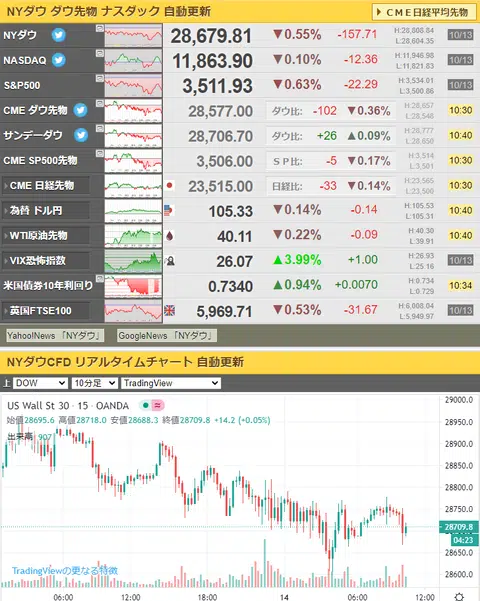 NYダウ ダウ先物 ナスダック 自動更新
CME日経平均先物
NYダウ 28,679.81 ▼0.55% -157.71 H:28,808.84 L:28,604.35 10/13
NASDAQ 11,863.90 ▼0.10% -12.36 H:11,946.98 L:11,821.83 10/13
S&P500 3,511.93 ▼0.63% -22.29 H:3,534.01 L:3,500.86 10/13
CME ダウ先物 28,577.00 ダウ比: -102 ▼0.36% H:28,657 L:28,548 10:30
サンデーダウ 28,706.70 ダウ比: +26 ▲0.09% H:28,777 L:28,650 10:40
CME SP500先物 3,506.00 SP比: -5 ▼0.17% H:3,514 L:3,501 10:30
CME 日経先物 23,515.00 日経比: -33 ▼0.14% H:23,565 L:23,500 10:30
為替 ドル円 105.33 ▼0.14% -0.14 H:105.53 L:105.31 10:40
WTI原油先物 40.11 ▼0.22% -0.09 H:40.30 L:39.91 10:40
VIX恐怖指数 26.07 ▲3.99% +1.00 H:26.93 L:25.16 10/13
米国債券10年利回り 0.7340 ▲0.94% +0.0070 H:0.734 L:0.729 10:34
英国FTSE100 5,969.71 ▼0.53% -31.67 H:6,008.04 L:5,949.97 10/13
Yahoo!News 「NYダウ」 GoogleNews 「NYダウ」
NYダウCFD リアルタイムチャート 自動更新
上 DOW 10分足 TradingView
US Wall St 30 · 15 · OANDA
始値28695.6 高値28718.0 安値28688.3 終値28709.8 +14.2 (+0.05%)
出来高 907
29000.0
28950.0
28900.0
28850.0
28800.0
28750.0
28709.8
04:23
28650.0
28600.0
TradingViewの更なる特徴
06:00 12:00 18:00 14 06:00 12:00